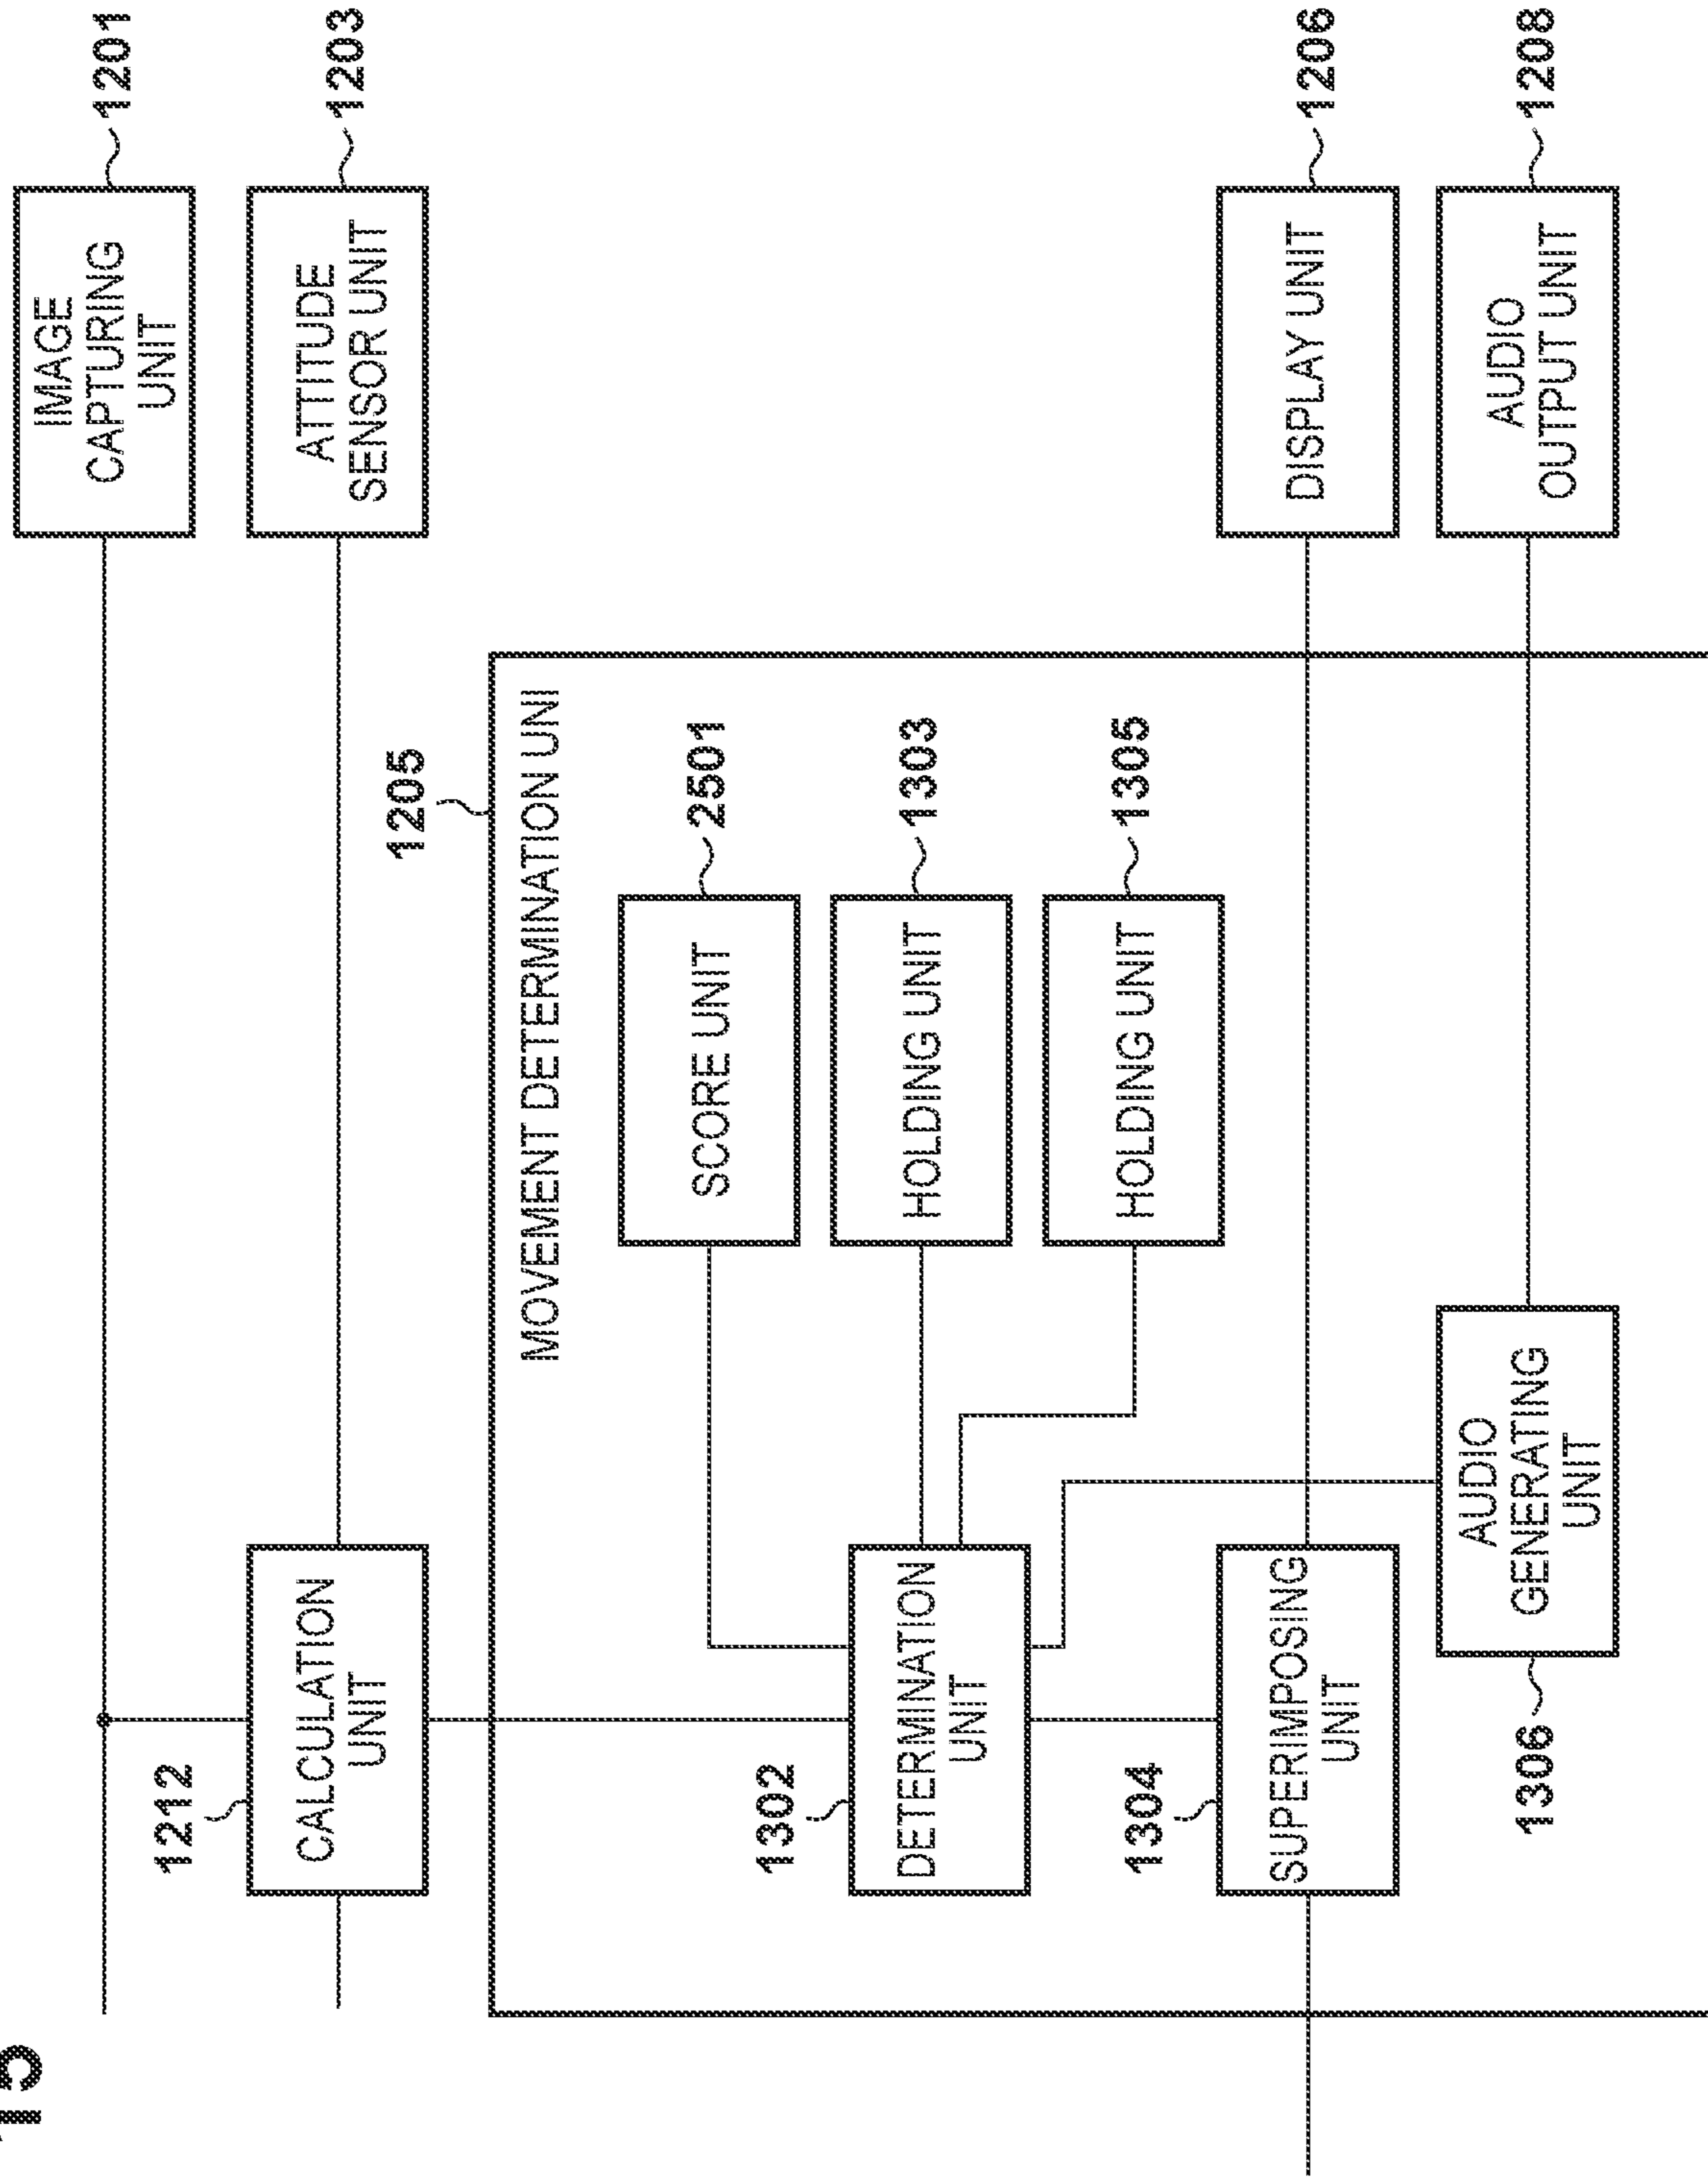 15
IMAGE
CAPTURING
UNIT
1201
ATTITUDE
SENSOR UNIT
1203
1212
CALCULATION
UNIT
1205
MOVEMENT DETERMINATION UNI
SCORE UNIT
2501
HOLDING UNIT
1303
HOLDING UNIT
1305
1302
DETERMINATION
UNIT
1304
SUPERIMPOSING
UNIT
DISPLAY UNIT
1206
1306
AUDIO
GENERATING
UNIT
AUDIO
OUTPUT UNIT
1208